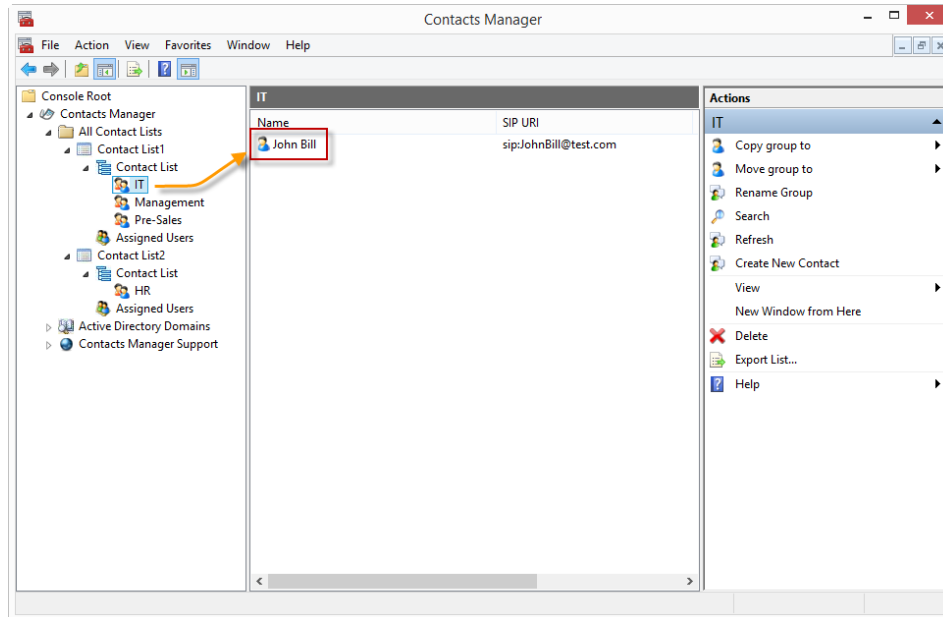 Contacts Manager
File Action View Favorites Window Help
Console Root
Contacts Manager
All Contact Lists
Contact List1
Contact List
IT
Management
Pre-Sales
Assigned Users
Contact List2
Contact List
HR
Assigned Users
Active Directory Domains
Contacts Manager Support
IT
Name SIP URI
John Bill sip:JohnBill@test.com
Actions
IT
Copy group to
Move group to
Rename Group
Search
Refresh
Create New Contact
View
New Window from Here
Delete
Export List...
Help